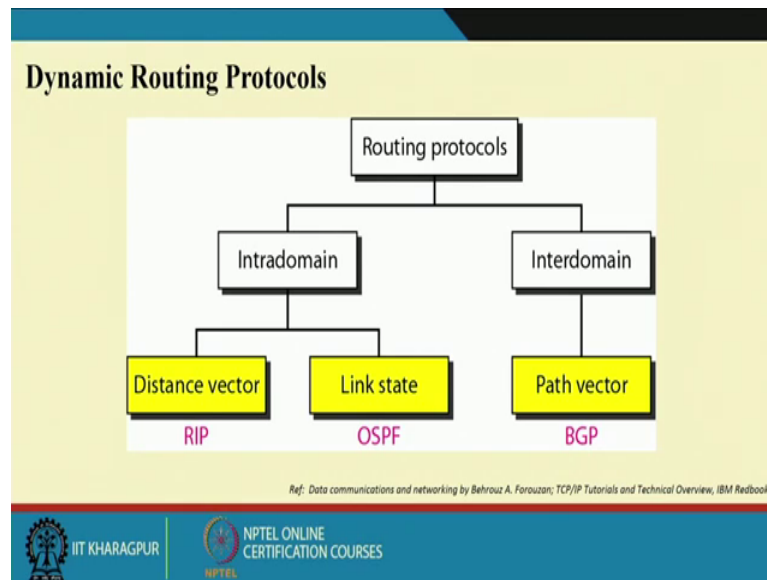 Dynamic Routing Protocols
Routing protocols
Intradomain
Interdomain
Distance vector
Link state
Path vector
RIP
OSPF
BGP
Ref: Data communications and networking by Behrouz A. Forouzan; TCP/IP Tutorials and Technical Overview, IBM Redbook
IIT KHARAGPUR
NPTEL
NPTEL ONLINE
CERTIFICATION COURSES